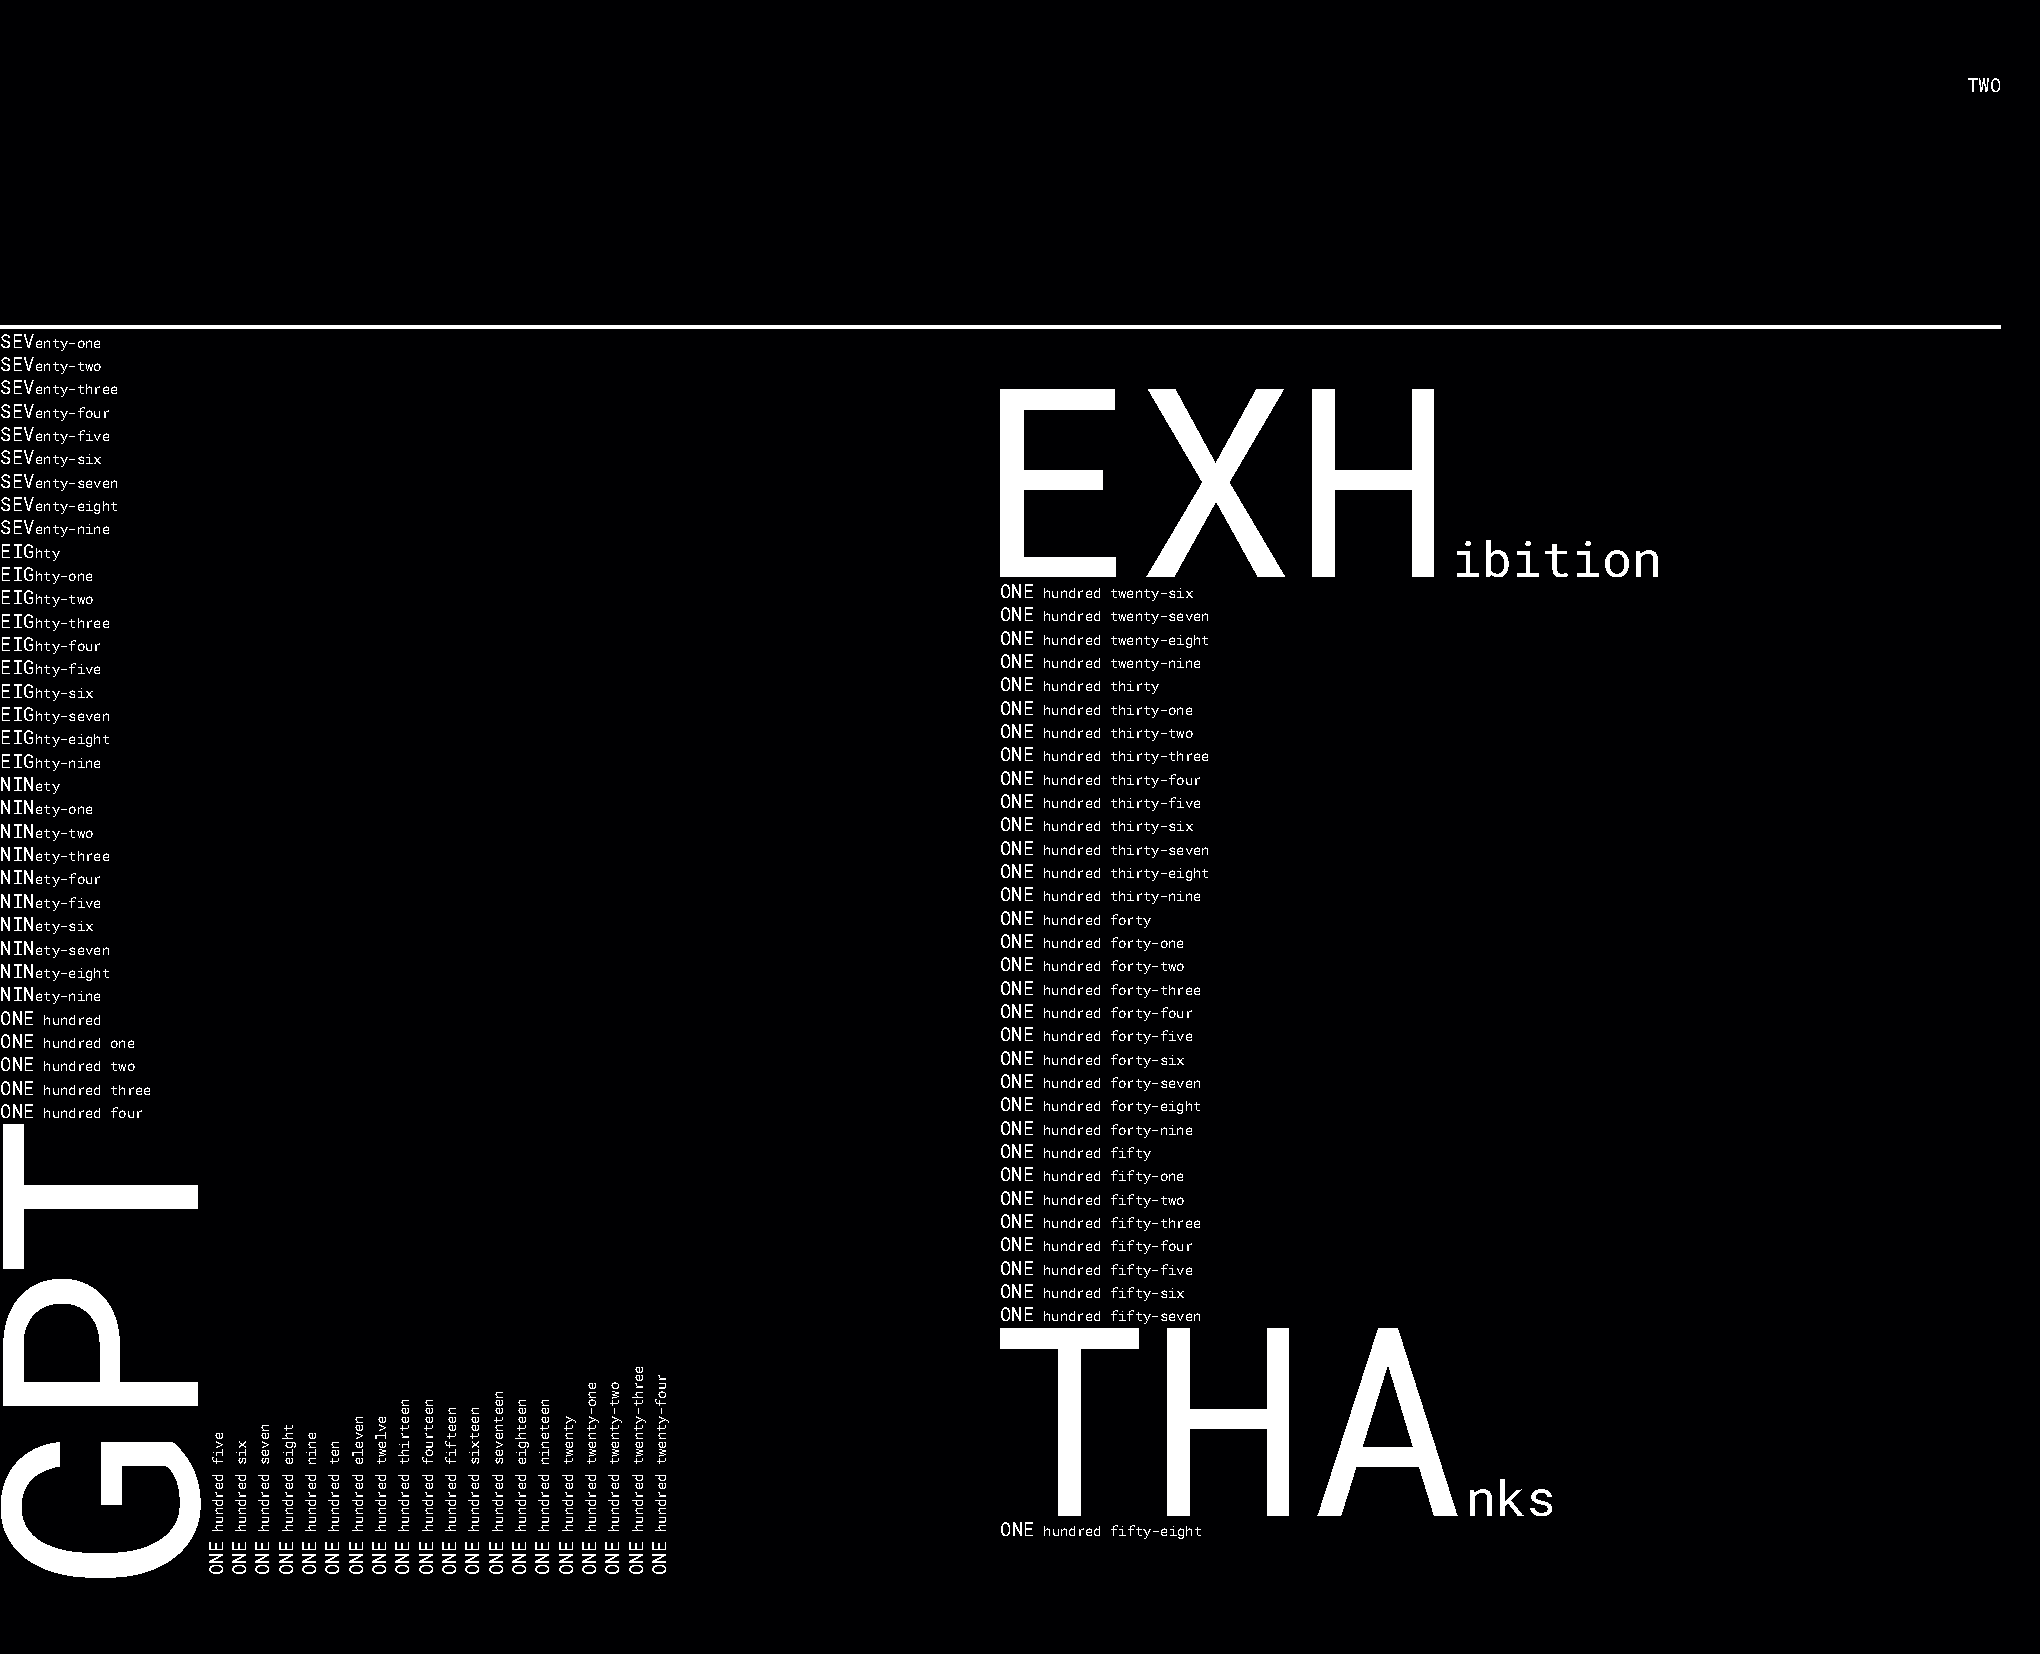 TWO
SEVenty-one
SEVenty-two
SEVenty-three
SEVenty-four
SEVenty-five
SEVenty-six
SEVenty-seven
SEVenty-eight
SEVenty-nine
EIGhty
EIGhty-one
EIGhty-two
EIGhty-three
EIGhty-four
EIGhty-five
EIGhty-six
EIGhty-seven
EIGhty-eight
EIGhty-nine
NINety
NINety-one
NINety-two
NINety-three
NINety-four
NINety-five
NINety-six
NINety-seven
NINety-eight
NINety-nine
ONE hundred
ONE hundred one
ONE hundred two
ONE hundred three
ONE hundred four
GPT
ONE hundred five
ONE hundred six
ONE hundred seven
ONE hundred eight
ONE hundred nine
ONE hundred ten
ONE hundred eleven
ONE hundred twelve
ONE hundred thirteen
ONE hundred fourteen
ONE hundred fifteen
ONE hundred sixteen
ONE hundred seventeen
ONE hundred eighteen
ONE hundred nineteen
ONE hundred twenty
ONE hundred twenty-one
ONE hundred twenty-two
ONE hundred twenty-three
ONE hundred twenty-four
EXHibition
ONE hundred twenty-six
ONE hundred twenty-seven
ONE hundred twenty-eight
ONE hundred twenty-nine
ONE hundred thirty
ONE hundred thirty-one
ONE hundred thirty-two
ONE hundred thirty-three
ONE hundred thirty-four
ONE hundred thirty-five
ONE hundred thirty-six
ONE hundred thirty-seven
ONE hundred thirty-eight
ONE hundred thirty-nine
ONE hundred forty
ONE hundred forty-one
ONE hundred forty-two
ONE hundred forty-three
ONE hundred forty-four
ONE hundred forty-five
ONE hundred forty-six
ONE hundred forty-seven
ONE hundred forty-eight
ONE hundred forty-nine
ONE hundred fifty
ONE hundred fifty-one
ONE hundred fifty-two
ONE hundred fifty-three
ONE hundred fifty-four
ONE hundred fifty-five
ONE hundred fifty-six
ONE hundred fifty-seven
THAnks
ONE hundred fifty-eight